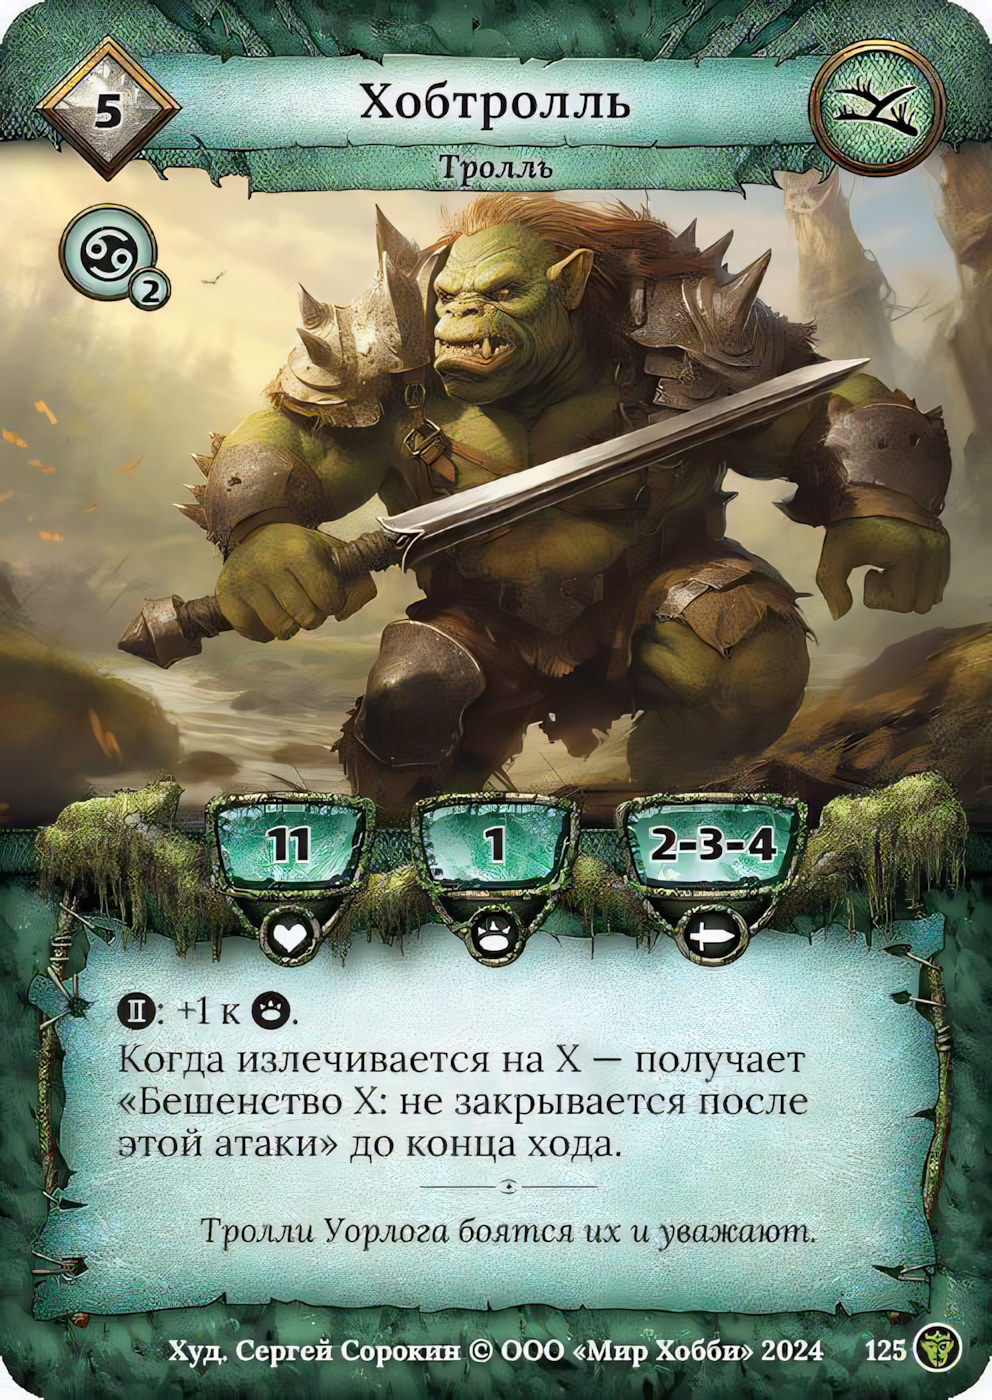 5
Хобтролль
Тролль
2
11
1
2-3-4
II: +1 к .
Когда излечивается на X — получает
«Бешенство X: не закрывается после
этой атаки» до конца хода.
Тролли Уорлога боятся их и уважают.
Худ. Сергей Сорокин © ООО «Мир Хобби» 2024
125